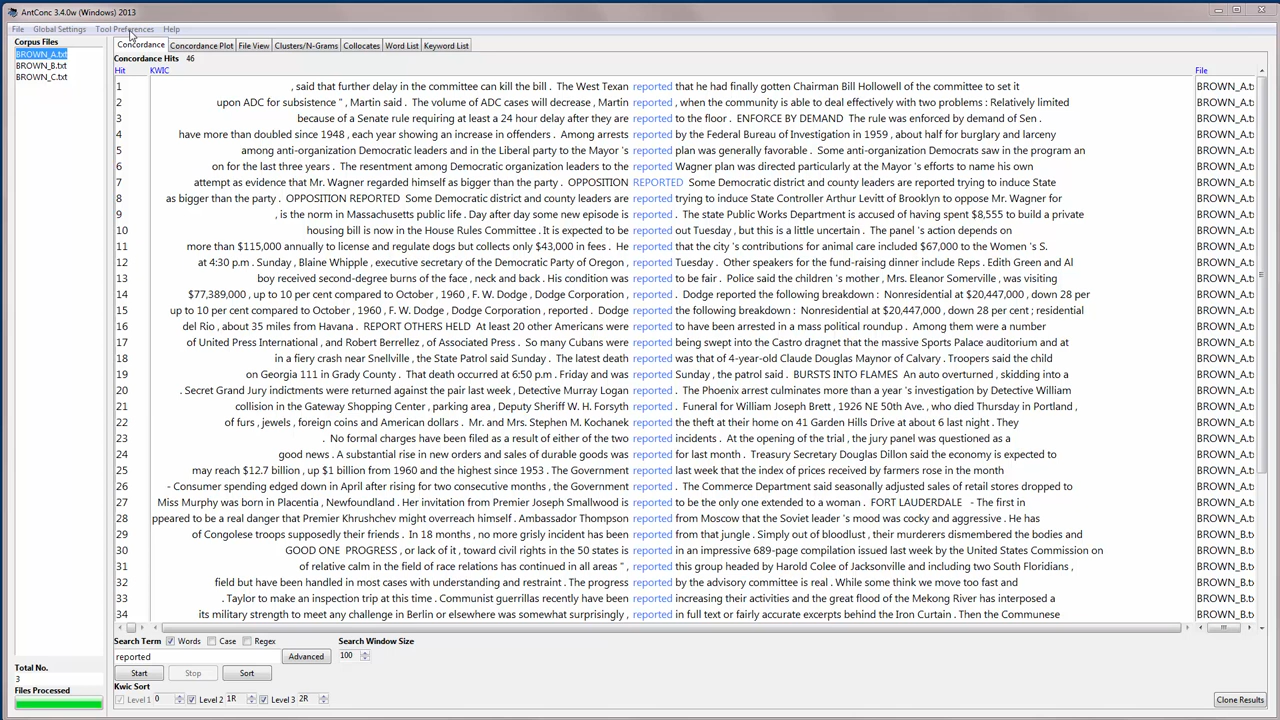 AntConc 3.4.0w (Windows) 2013
File Global Settings Tool Preferences Help
Corpus Files
BROWN_A.txt
BROWN_B.txt
BROWN_C.txt
Concordance Concordance Plot File View Clusters/N-Grams Collocates Word List Keyword List
Concordance Hits 46
Hit KWIC File
1 , said that further delay in the committee can kill the bill . The West Texan reported that he had finally gotten Chairman Bill Hollowell of the committee to set it BROWN_A.t
2 upon ADC for subsistence " , Martin said . The volume of ADC cases will decrease , Martin reported , when the community is able to deal effectively with two problems : Relatively limited BROWN_A.t
3 because of a Senate rule requiring at least a 24 hour delay after they are reported to the floor . ENFORCE BY DEMAND The rule was enforced by demand of Sen . BROWN_A.t
4 have more than doubled since 1948 , each year showing an increase in offenders . Among arrests reported by the Federal Bureau of Investigation in 1959 , about half for burglary and larceny BROWN_A.t
5 among anti-organization Democratic leaders and in the Liberal party to the Mayor 's reported plan was generally favorable . Some anti-organization Democrats saw in the program an BROWN_A.t
6 on for the last three years . The resentment among Democratic organization leaders to the reported Wagner plan was directed particularly at the Mayor 's efforts to name his own BROWN_A.t
7 attempt as evidence that Mr. Wagner regarded himself as bigger than the party . OPPOSITION REPORTED Some Democratic district and county leaders are reported trying to induce State BROWN_A.t
8 as bigger than the party . OPPOSITION REPORTED Some Democratic district and county leaders are reported trying to induce State Controller Arthur Levitt of Brooklyn to oppose Mr. Wagner for BROWN_A.t
9 , is the norm in Massachusetts public life . Day after day some new episode is reported . The state Public Works Department is accused of having spent $8,555 to build a private BROWN_A.t
10 housing bill is now in the House Rules Committee . It is expected to be reported out Tuesday , but this is a little uncertain . The panel 's action depends on BROWN_A.t
11 more than $115,000 annually to license and regulate dogs but collects only $43,000 in fees . He reported that the city 's contributions for animal care included $67,000 to the Women 's S. BROWN_A.t
12 at 4:30 p.m . Sunday , Blaine Whipple , executive secretary of the Democratic Party of Oregon , reported Tuesday . Other speakers for the fund-raising dinner include Reps . Edith Green and Al BROWN_A.t
13 boy received second-degree burns of the face , neck and back . His condition was reported to be fair . Police said the children 's mother , Mrs. Eleanor Somerville , was visiting BROWN_A.t
14 $77,389,000 , up to 10 per cent compared to October , 1960 , F. W. Dodge , Dodge Corporation , reported . Dodge reported the following breakdown : Nonresidential at $20,447,000 , down 28 per BROWN_A.t
15 up to 10 per cent compared to October , 1960 , F. W. Dodge , Dodge Corporation , reported . Dodge reported the following breakdown : Nonresidential at $20,447,000 , down 28 per cent ; residential BROWN_A.t
16 del Rio , about 35 miles from Havana . REPORT OTHERS HELD At least 20 other Americans were reported to have been arrested in a mass political roundup . Among them were a number BROWN_A.t
17 of United Press International , and Robert Berrellez , of Associated Press . So many Cubans were reported being swept into the Castro dragnet that the massive Sports Palace auditorium and at BROWN_A.t
18 in a fiery crash near Snellville , the State Patrol said Sunday . The latest death reported was that of 4-year-old Claude Douglas Maynor of Calvary . Troopers said the child BROWN_A.t
19 on Georgia 111 in Grady County . That death occurred at 6:50 p.m . Friday and was reported Sunday , the patrol said . BURSTS INTO FLAMES An auto overturned , skidding into a BROWN_A.t
20 . Secret Grand Jury indictments were returned against the pair last week , Detective Murray Logan reported . The Phoenix arrest culminates more than a year 's investigation by Detective William BROWN_A.t
21 collision in the Gateway Shopping Center , parking area , Deputy Sheriff W. H. Forsyth reported . Funeral for William Joseph Brett , 1926 NE 50th Ave. , who died Thursday in Portland , BROWN_A.t
22 of furs , jewels , foreign coins and American dollars . Mr. and Mrs. Stephen M. Kochanek reported the theft at their home on 41 Garden Hills Drive at about 6 last night . They BROWN_A.t
23 . No formal charges have been filed as a result of either of the two reported incidents . At the opening of the trial , the jury panel was questioned as a BROWN_A.t
24 good news . A substantial rise in new orders and sales of durable goods was reported for last month . Treasury Secretary Douglas Dillon said the economy is expected to BROWN_A.t
25 may reach $12.7 billion , up $1 billion from 1960 and the highest since 1953 . The Government reported last week that the index of prices received by farmers rose in the month BROWN_A.t
26 - Consumer spending edged down in April after rising for two consecutive months , the Government reported . The Commerce Department said seasonally adjusted sales of retail stores dropped to BROWN_A.t
27 Miss Murphy was born in Placentia , Newfoundland . Her invitation from Premier Joseph Smallwood is reported to be the only one extended to a woman . FORT LAUDERDALE - The first in BROWN_A.t
28 ppeared to be a real danger that Premier Khrushchev might overreach himself . Ambassador Thompson reported from Moscow that the Soviet leader 's mood was cocky and aggressive . He has BROWN_A.t
29 of Congolese troops supposedly their friends . In 18 months , no more grisly incident has been reported from that jungle . Simply out of bloodlust , their murderers dismembered the bodies and BROWN_B.t
30 GOOD ONE PROGRESS , or lack of it , toward civil rights in the 50 states is reported in an impressive 689-page compilation issued last week by the United States Commission on BROWN_B.t
31 of relative calm in the field of race relations has continued in all areas " , reported this group headed by Harold Colee of Jacksonville and including two South Floridians , BROWN_B.t
32 field but have been handled in most cases with understanding and restraint . The progress reported by the advisory committee is real . While some think we move too fast and BROWN_B.t
33 . Taylor to make an inspection trip at this time . Communist guerrillas recently have been reported increasing their activities and the great flood of the Mekong River has interposed a BROWN_B.t
34 its military strength to meet any challenge in Berlin or elsewhere was somewhat surprisingly , reported in full text or fairly accurate excerpts behind the Iron Curtain . Then the Communese BROWN_B.t
Search Term Words Case Regex Search Window Size
reported Advanced 100
Start Stop Sort
Total No.
3
Files Processed
Kwic Sort
Level 1 0 Level 2 1R Level 3 2R Clone Results